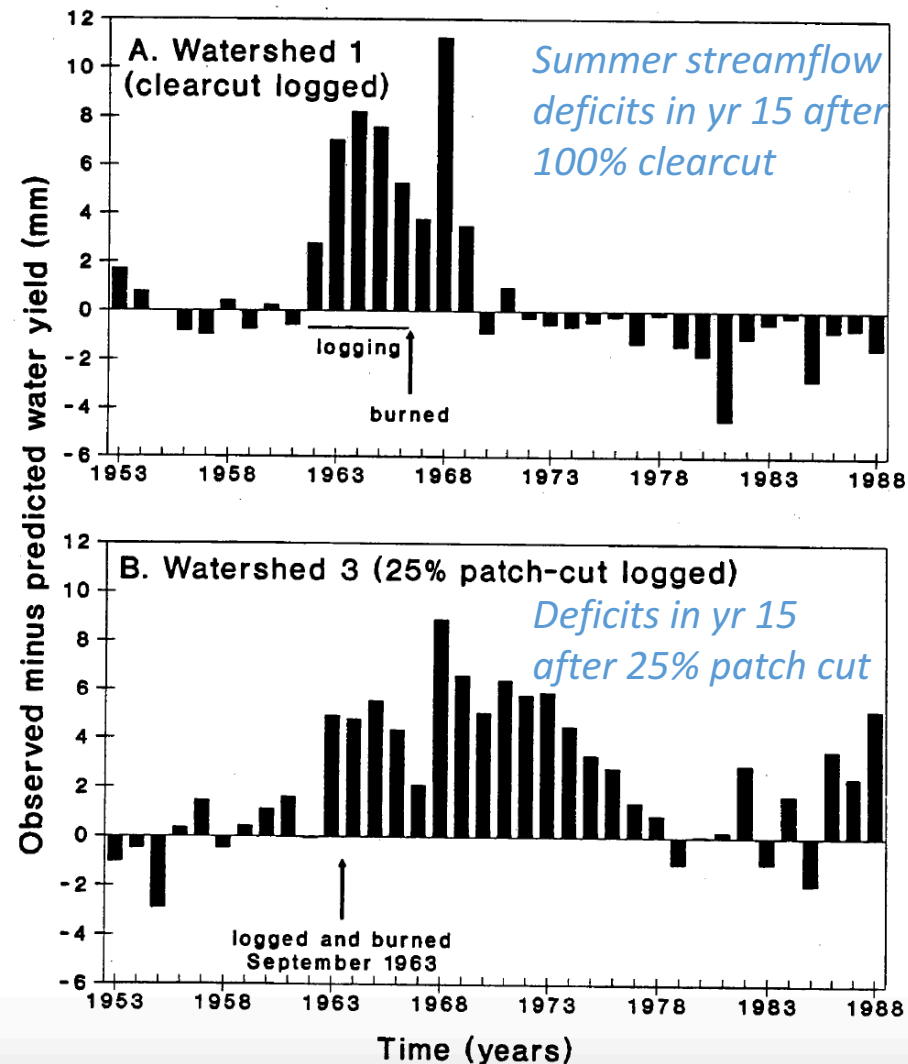 12
A. Watershed 1
(clearcut logged)
Summer streamflow
deficits in yr 15 after
100% clearcut
10
8
6
4
2
0
-2
-4
-6
logging
burned
1953 1958 1963 1968 1973 1978 1983 1988
Observed minus predicted water yield (mm)
12
B. Watershed 3 (25% patch-cut logged)
Deficits in yr 15
after 25% patch cut
10
8
6
4
2
0
-2
-4
-6
logged and burned
September 1963
1953 1958 1963 1968 1973 1978 1983 1988
Time (years)